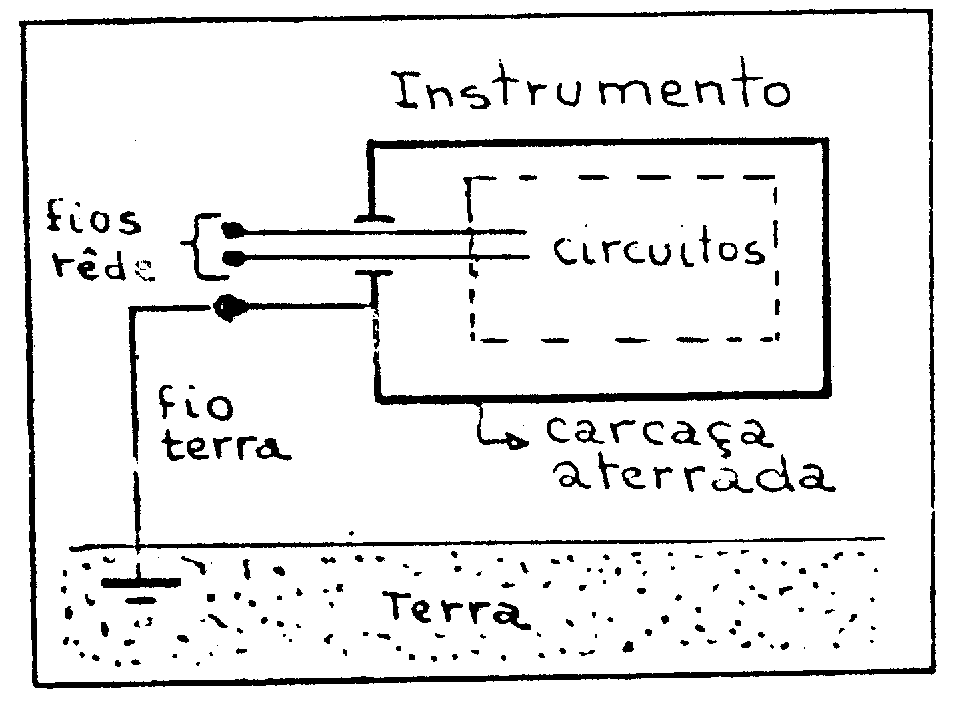 Instrumento
fios
rêde
circuitos
fio
terra
carcaça
aterrada
Terra